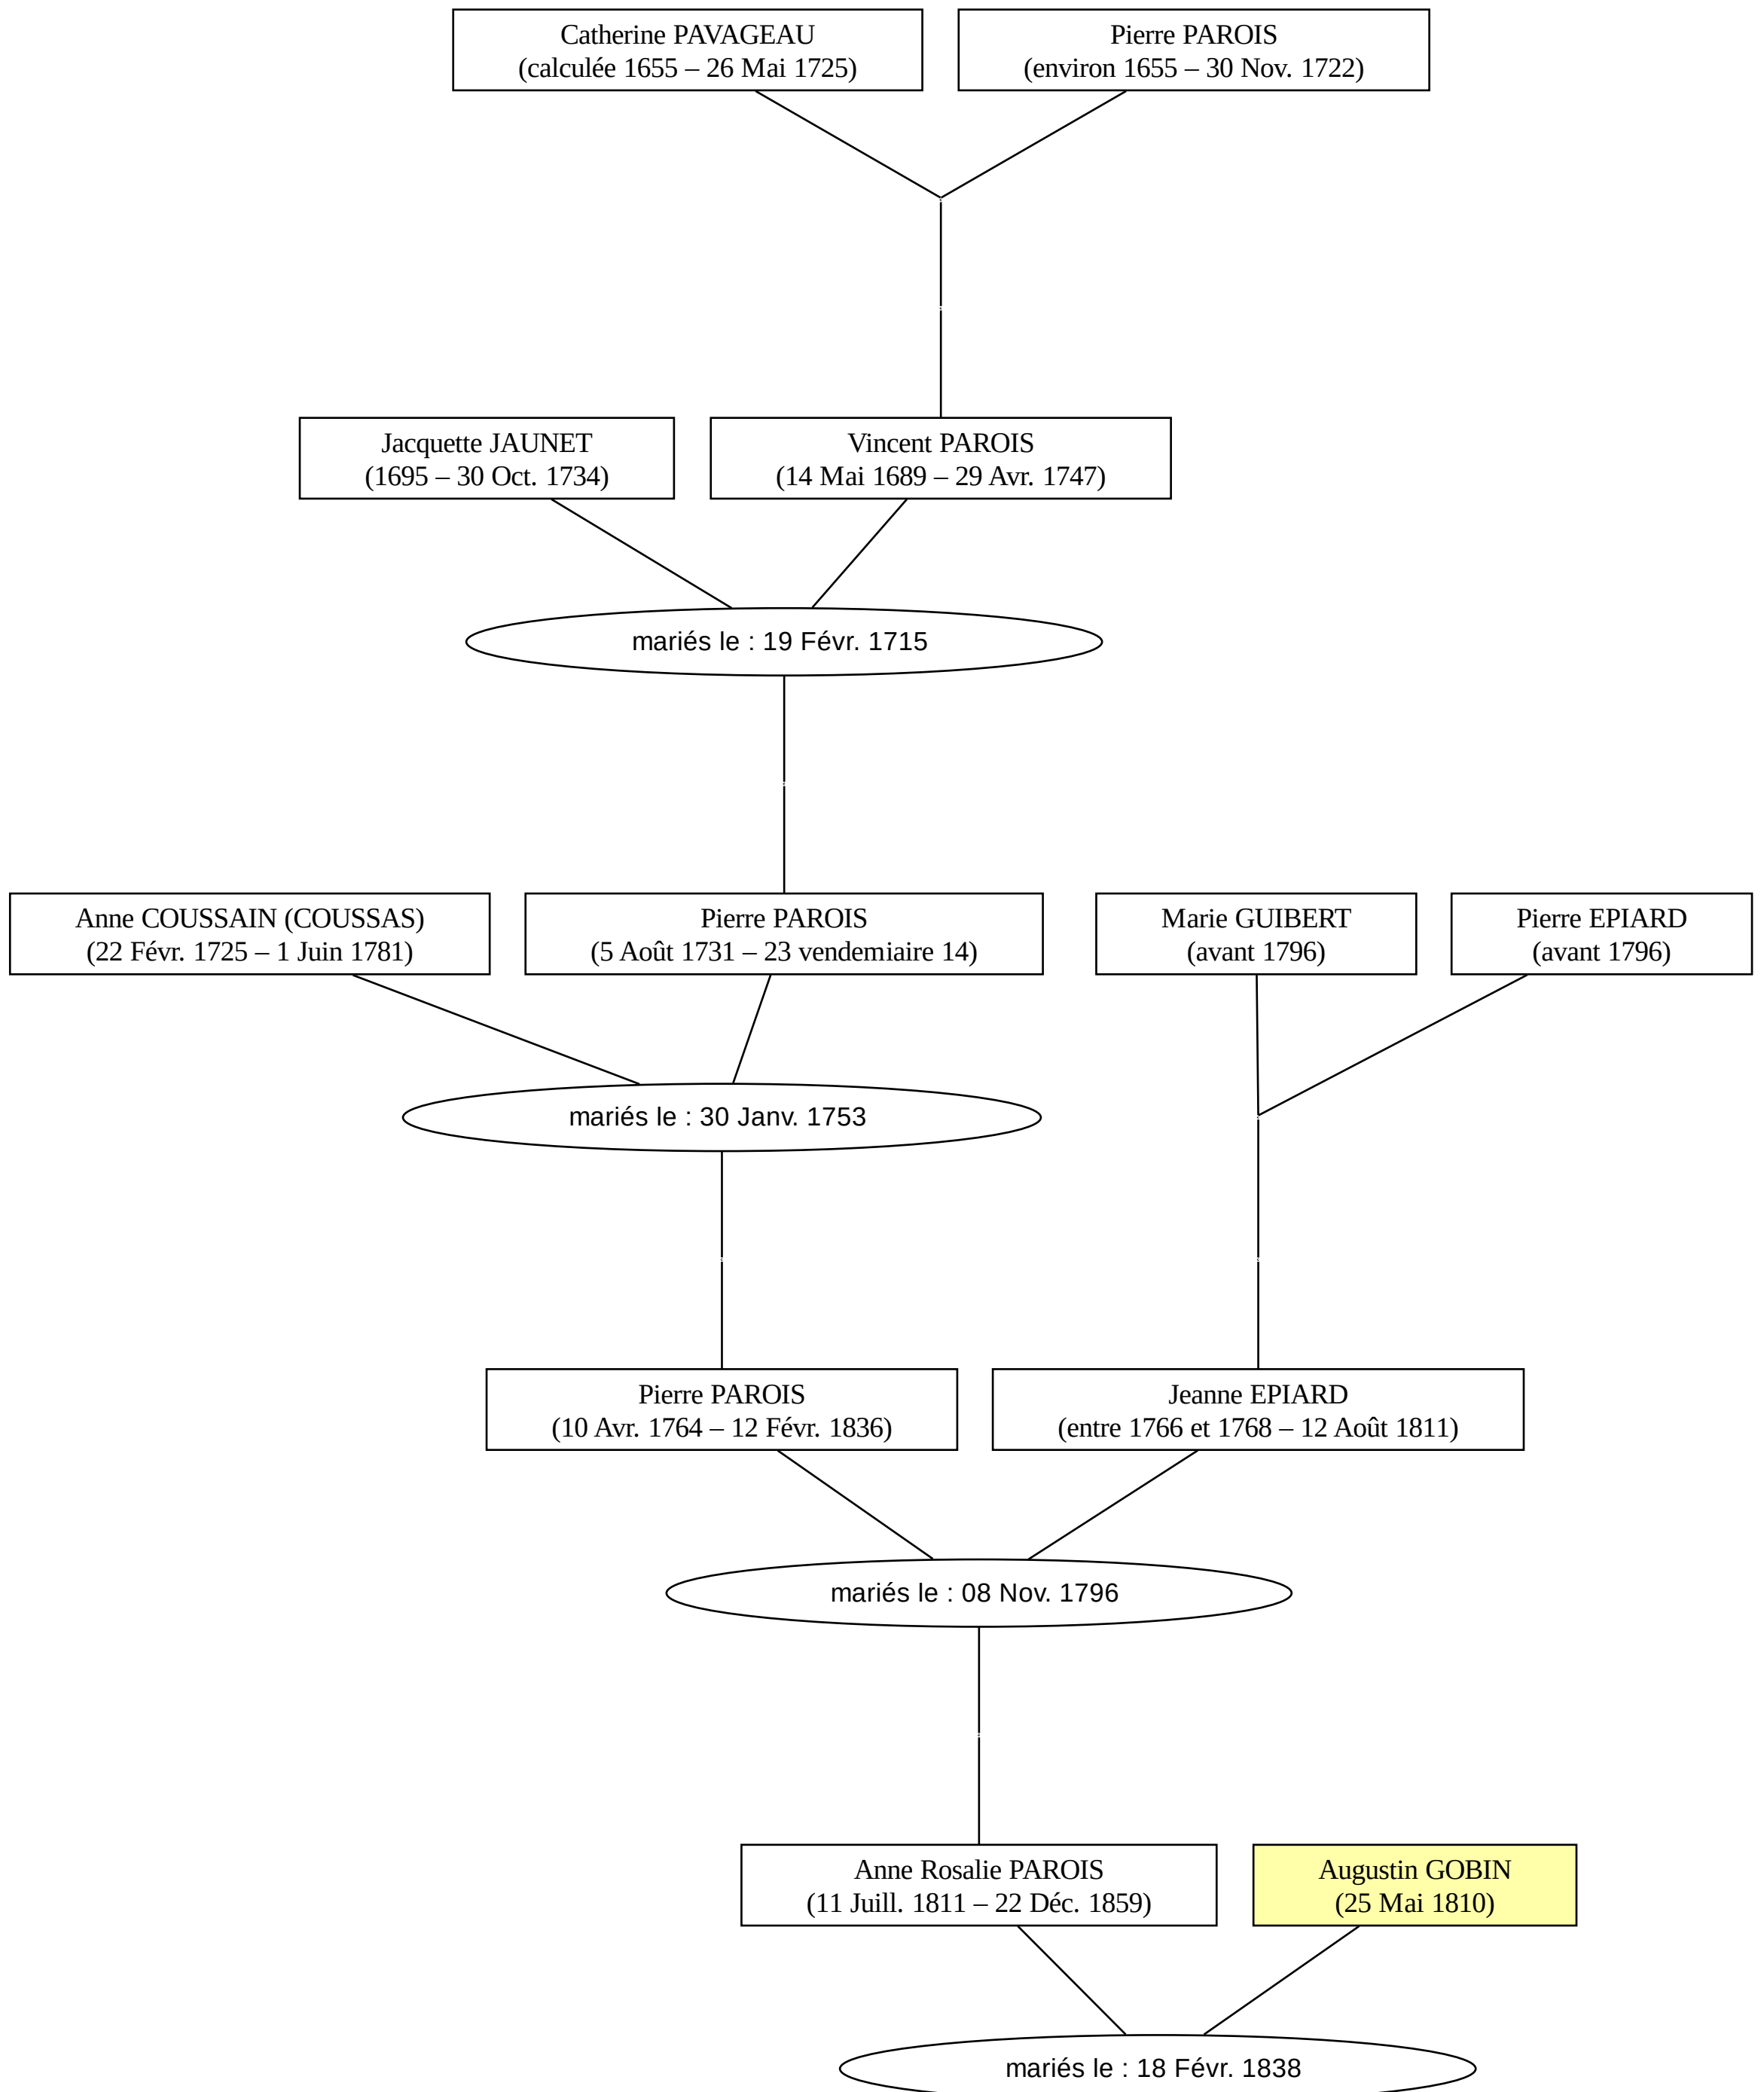 Catherine PAVAGEAU
(calculée 1655 – 26 Mai 1725)
Pierre PAROIS
(environ 1655 – 30 Nov. 1722)
Jacquette JAUNET
(1695 – 30 Oct. 1734)
Vincent PAROIS
(14 Mai 1689 – 29 Avr. 1747)
mariés le : 19 Févr. 1715
Anne COUSSAIN (COUSSAS)
(22 Févr. 1725 – 1 Juin 1781)
Pierre PAROIS
(5 Août 1731 – 23 vendemiaire 14)
Marie GUIBERT
(avant 1796)
Pierre EPIARD
(avant 1796)
mariés le : 30 Janv. 1753
Pierre PAROIS
(10 Avr. 1764 – 12 Févr. 1836)
Jeanne EPIARD
(entre 1766 et 1768 – 12 Août 1811)
mariés le : 08 Nov. 1796
Anne Rosalie PAROIS
(11 Juill. 1811 – 22 Déc. 1859)
Augustin GOBIN
(25 Mai 1810)
mariés le : 18 Févr. 1838